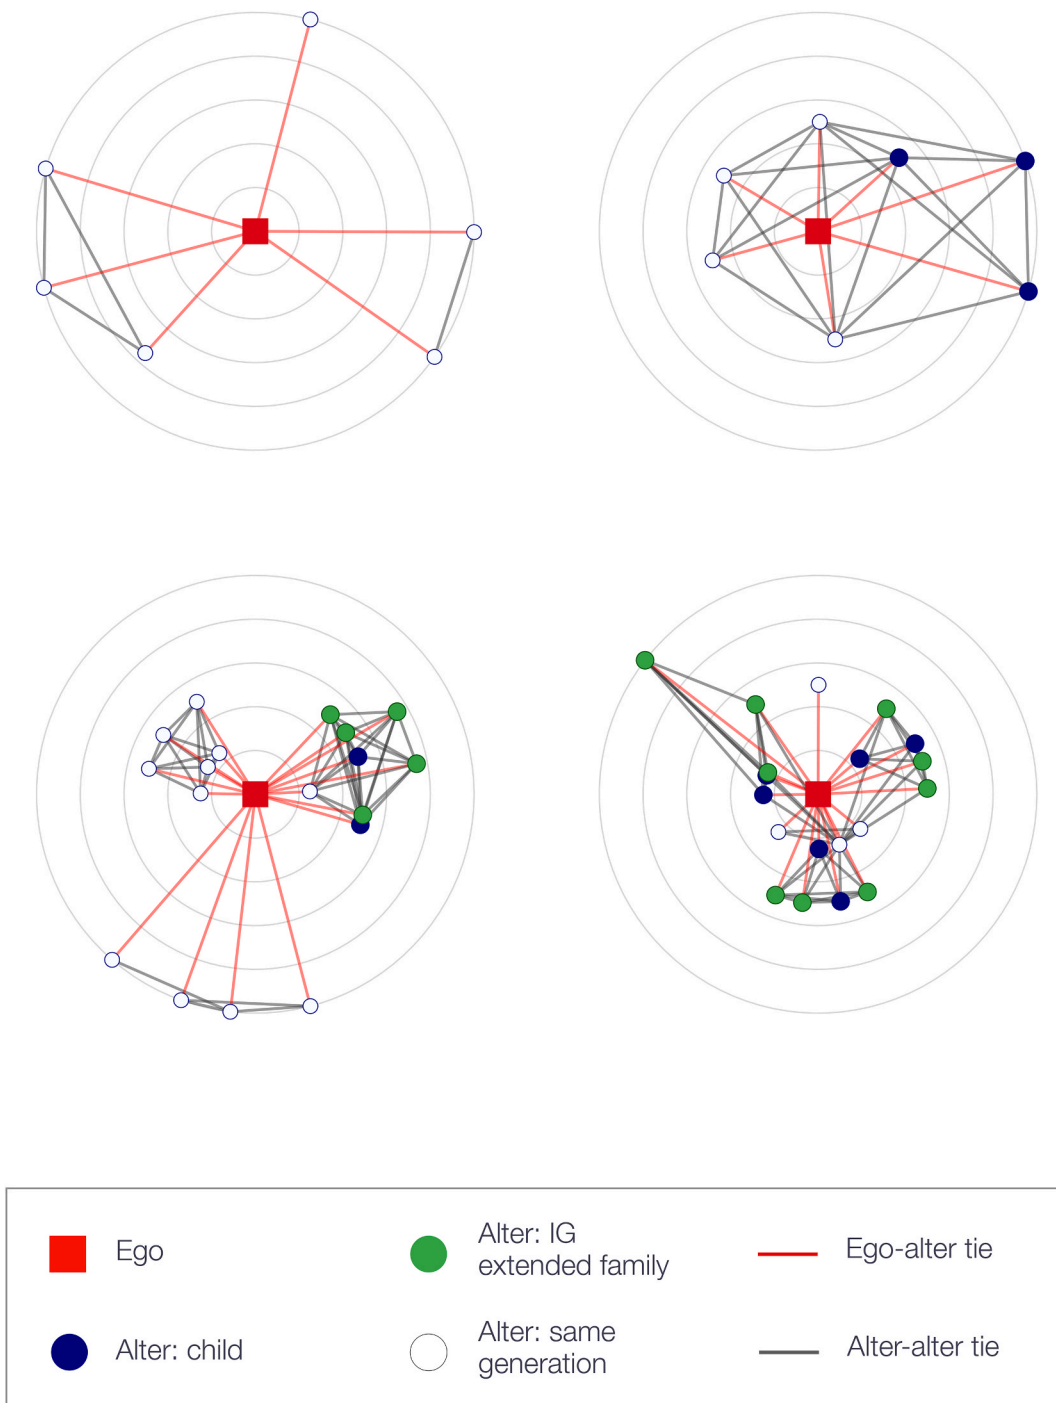 Ego
Alter: IG
extended family
Ego-alter tie
Alter: child
Alter: same
generation
Alter-alter tie